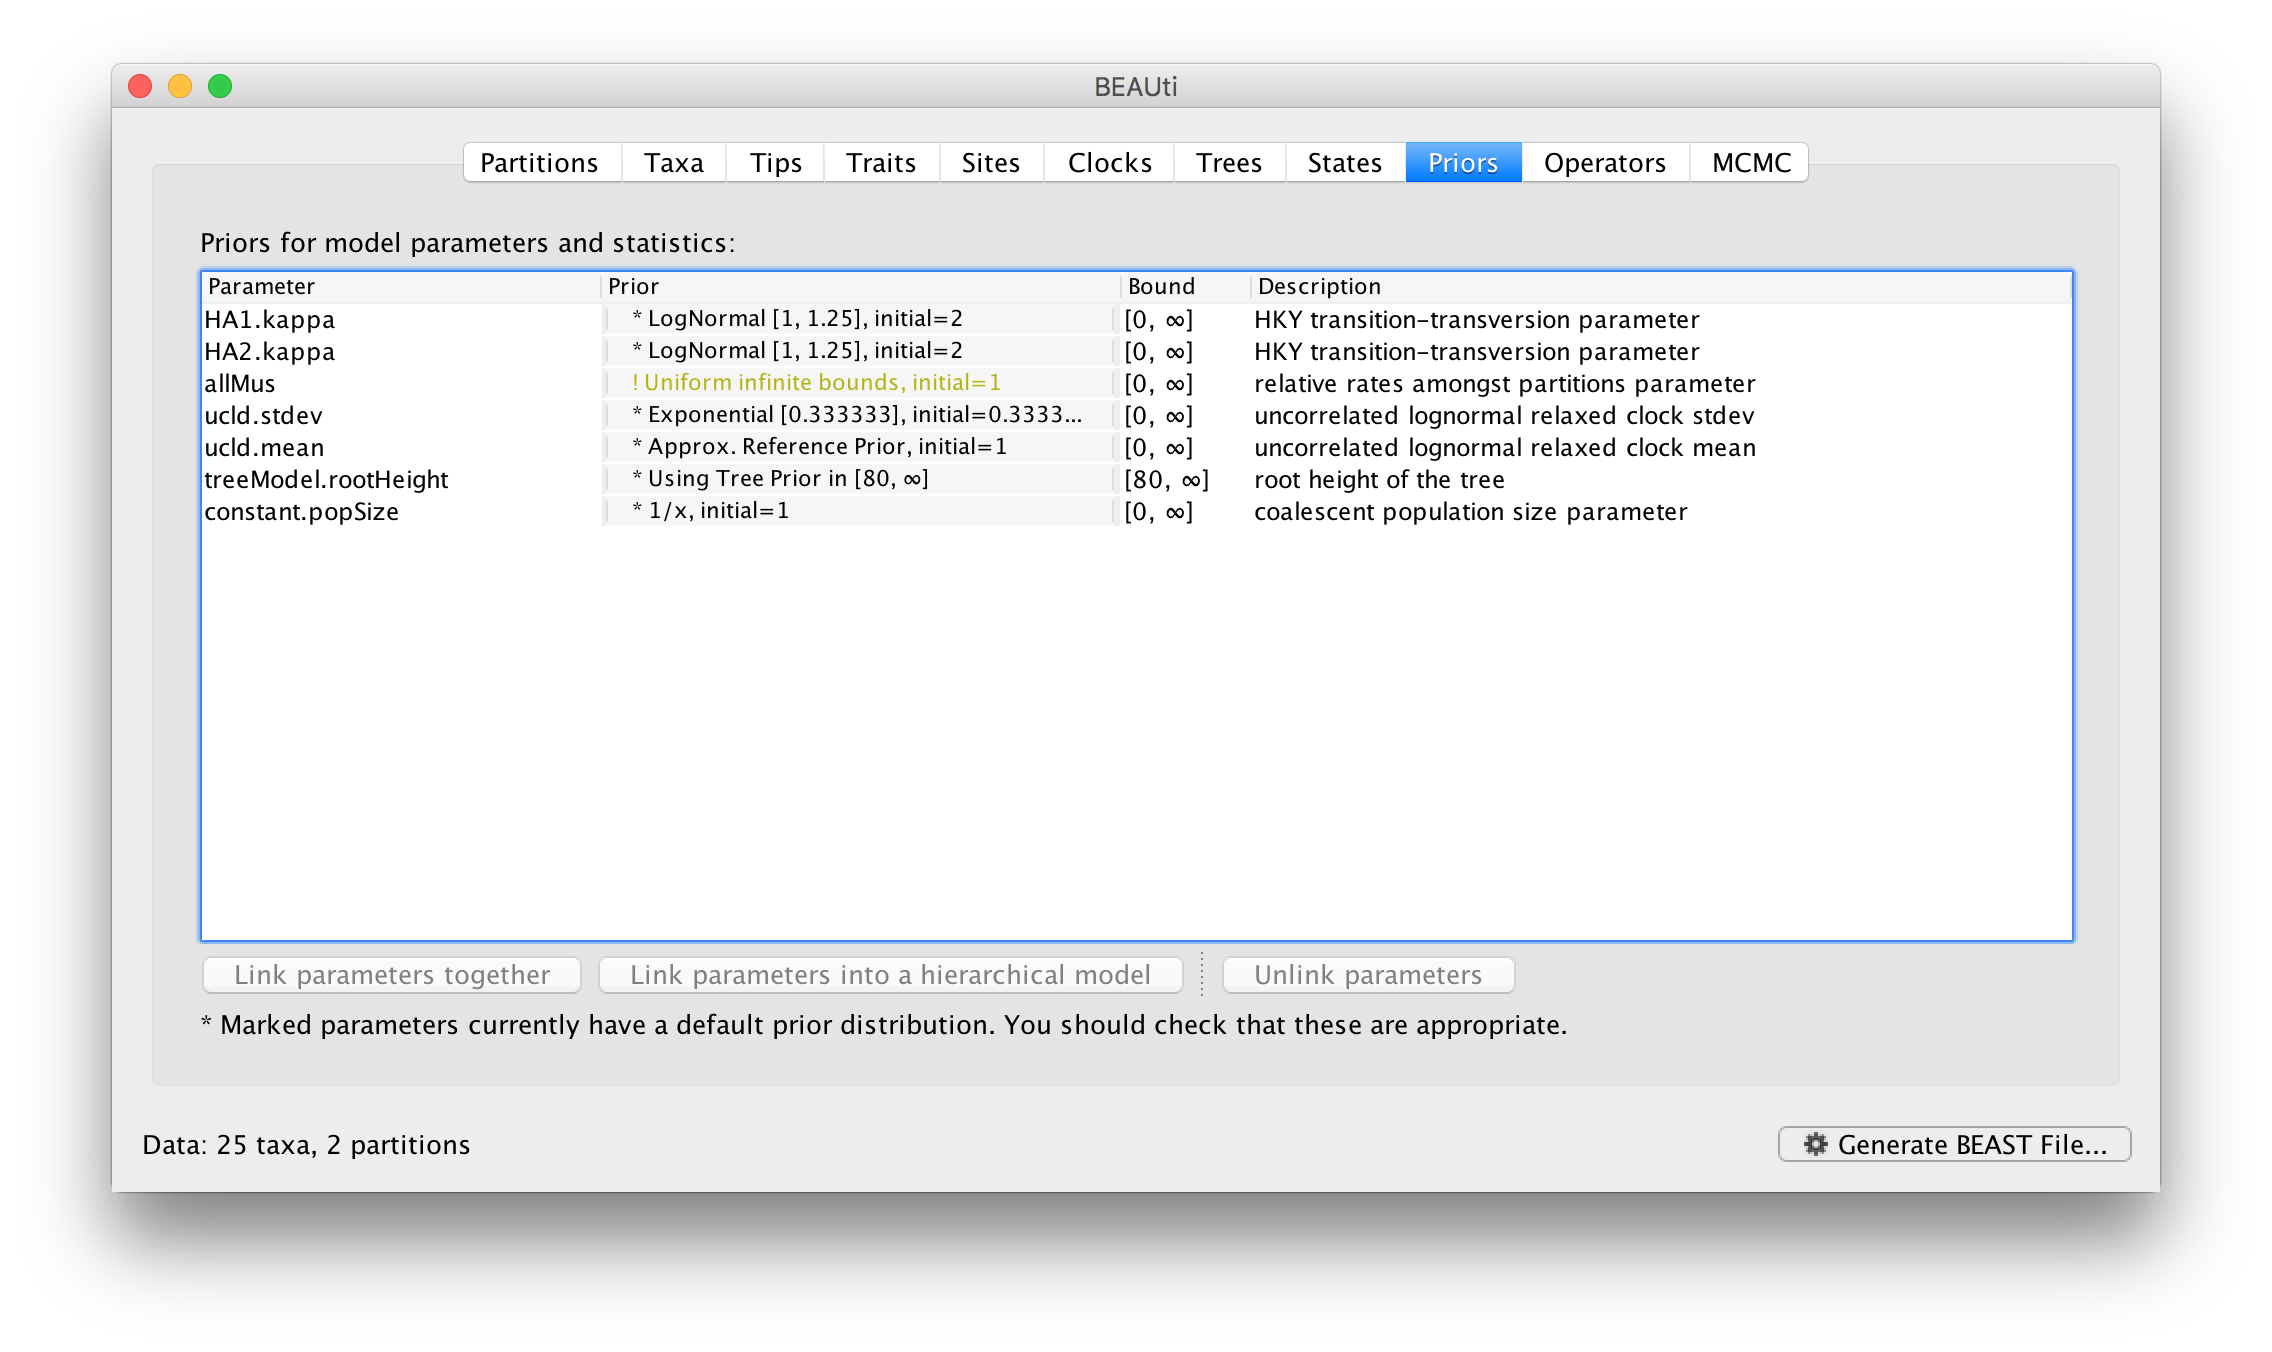 BEAUti
Partitions Taxa Tips Traits Sites Clocks Trees States Priors Operators MCMC
Priors for model parameters and statistics:
Parameter Prior Bound Description
HA1.kappa * LogNormal [1, 1.25], initial=2 [0, ∞] HKY transition-transversion parameter
HA2.kappa * LogNormal [1, 1.25], initial=2 [0, ∞] HKY transition-transversion parameter
allMus ! Uniform infinite bounds, initial=1 [0, ∞] relative rates amongst partitions parameter
ucld.stdev * Exponential [0.333333], initial=0.3333... [0, ∞] uncorrelated lognormal relaxed clock stdev
ucld.mean * Approx. Reference Prior, initial=1 [0, ∞] uncorrelated lognormal relaxed clock mean
treeModel.rootHeight * Using Tree Prior in [80, ∞] [80, ∞] root height of the tree
constant.popSize * 1/x, initial=1 [0, ∞] coalescent population size parameter
Link parameters together Link parameters into a hierarchical model Unlink parameters
* Marked parameters currently have a default prior distribution. You should check that these are appropriate.
Data: 25 taxa, 2 partitions Generate BEAST File...